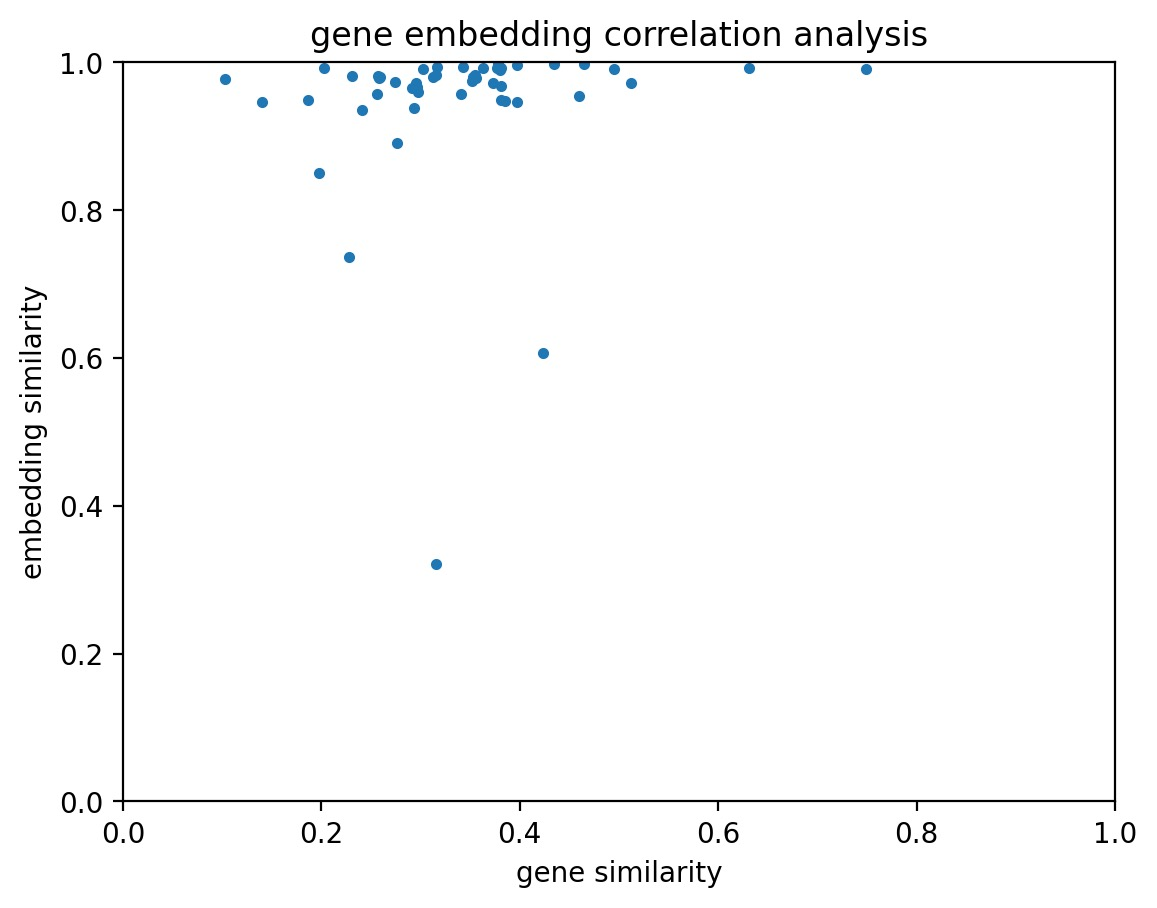 gene embedding correlation analysis
1.0
0.8
0.6
0.4
0.2
0.0
embedding similarity
0.0 0.2 0.4 0.6 0.8 1.0
gene similarity